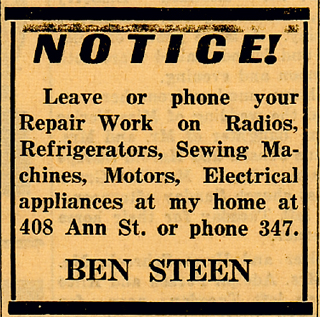 NOTICE!
Leave or phone your
Repair Work on Radios,
Refrigerators, Sewing Ma-
chines, Motors, Electrical
appliances at my home at
408 Ann St. or phone 347.
BEN STEEN